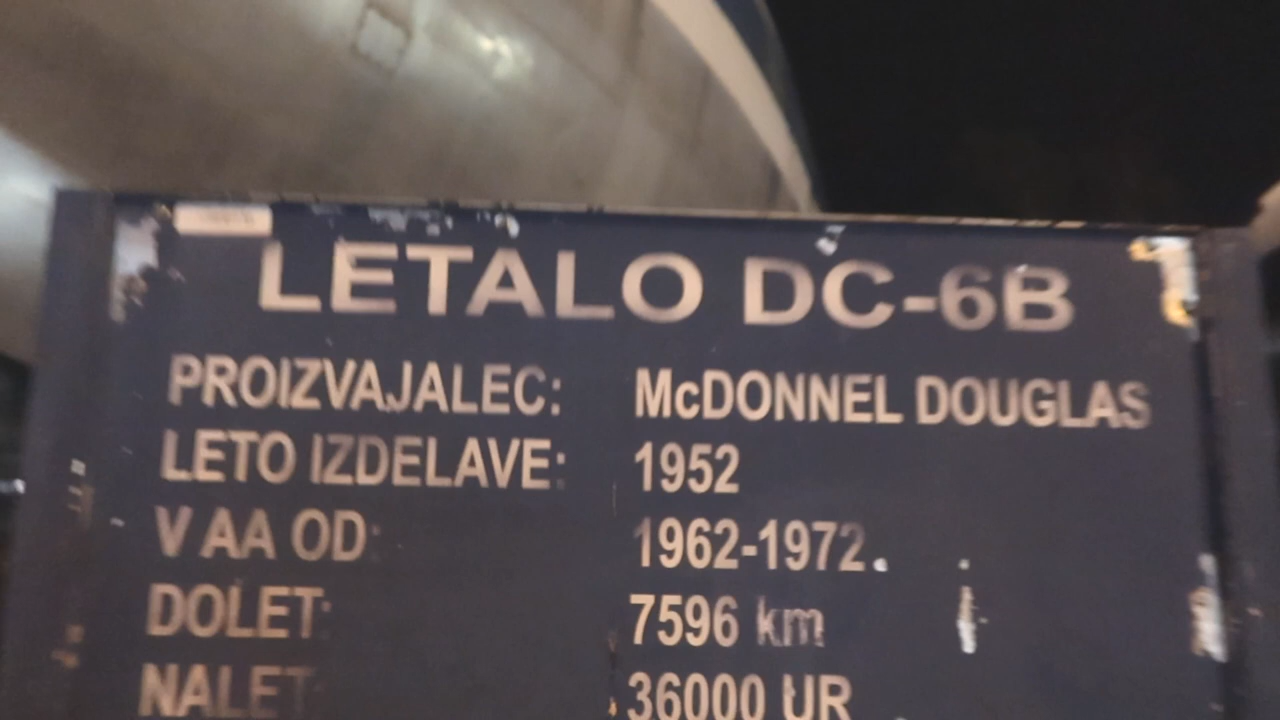 LETALO DC-6B
PROIZVAJALEC: McDONNEL DOUGLAS
LETO IZDELAVE: 1952
V AA OD: 1962-1972.
DOLET: 7596 km
NALET: 36000 UR